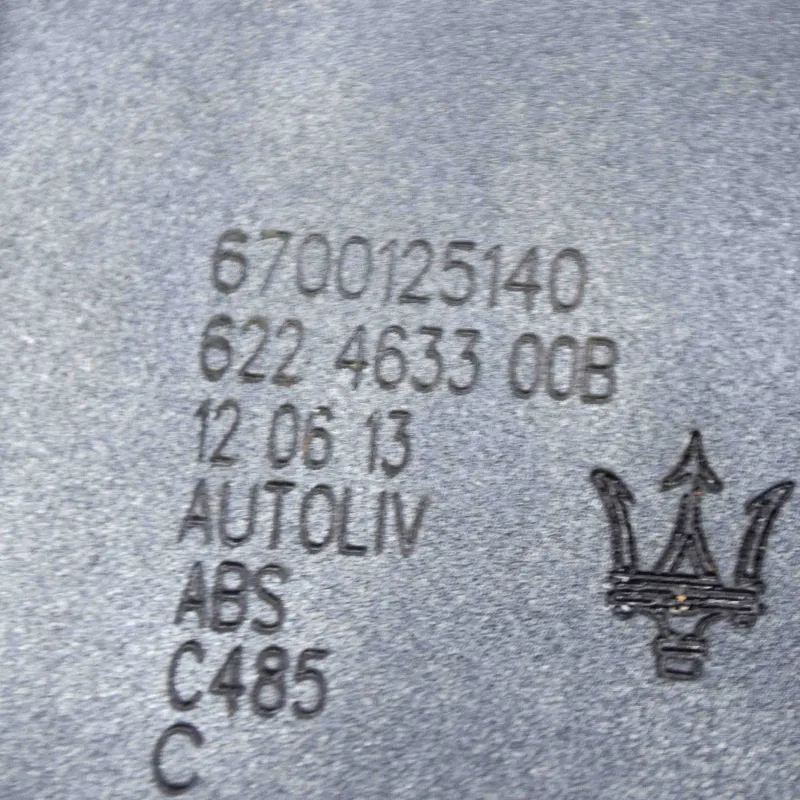 6700125140
622 4633 00B
12 06 13
AUTOLIV
ABS
C485
C